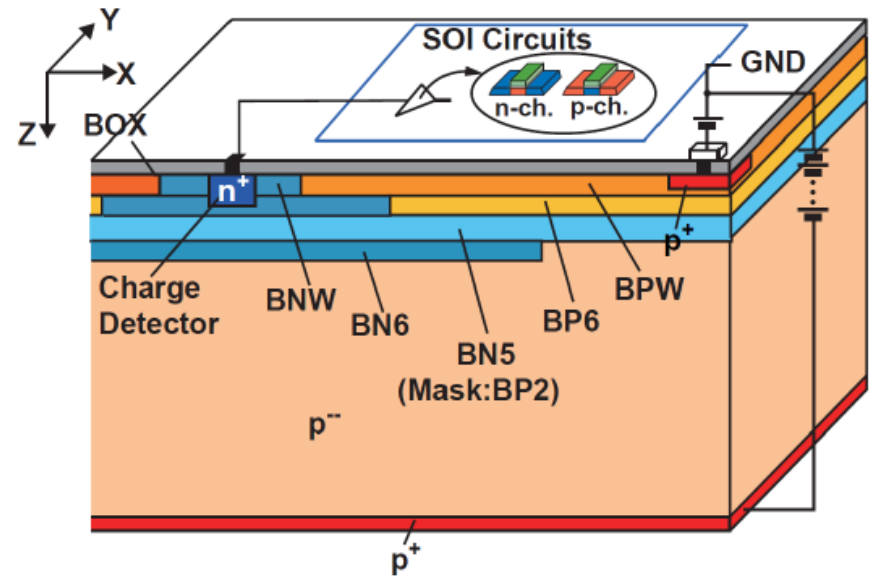 Y
X
Z
SOI Circuits
n-ch. p-ch.
GND
BOX
n+
p+
Charge
Detector
BNW
BN6
BN5
(Mask:BP2)
BP6
BPW
p--
p+